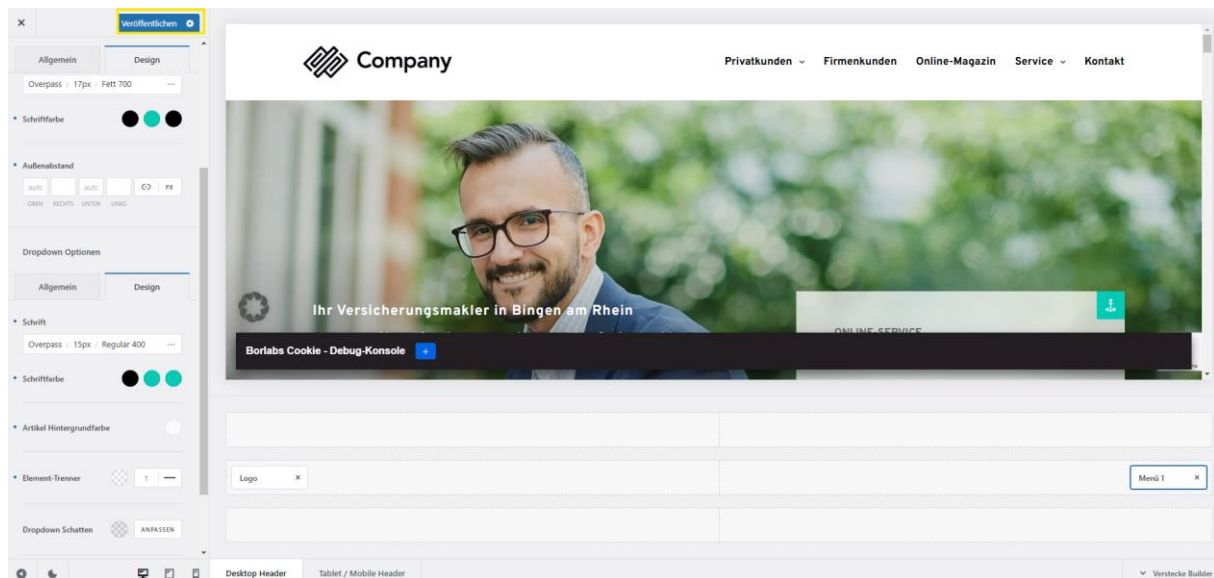 Veröffentlichen
Allgemein Design
Overpass / 17px / Fett 700
Schriftfarbe
Außenabstand
auto auto PX
OBEN RECHTS UNTEN LINKS
Dropdown Optionen
Allgemein Design
Schrift
Overpass / 15px / Regular 400
Schriftfarbe
Artikel Hintergrundfarbe
Element-Trenner 1
Dropdown Schatten ANPASSEN
Company
Privatkunden Firmenkunden Online-Magazin Service Kontakt
Ihr Versicherungsmakler in Bingen am Rhein
ONLINE-SERVICE
Borlabs Cookie - Debug-Konsole +
Logo ×
Menü 1 ×
Desktop Header Tablet / Mobile Header
Verstecke Builder